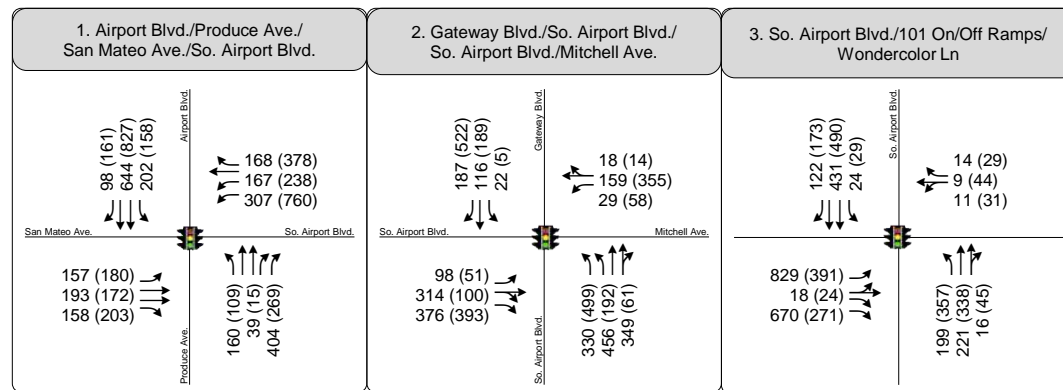 1. Airport Blvd./Produce Ave./
San Mateo Ave./So. Airport Blvd.
98 (161)
644 (827)
202 (158)
Airport Blvd.
168 (378)
167 (238)
307 (760)
San Mateo Ave.
So. Airport Blvd.
157 (180)
193 (172)
158 (203)
Produce Ave.
160 (109)
39 (15)
404 (269)
2. Gateway Blvd./So. Airport Blvd./
So. Airport Blvd./Mitchell Ave.
187 (522)
116 (189)
22 (5)
Gateway Blvd.
18 (14)
159 (355)
29 (58)
So. Airport Blvd.
Mitchell Ave.
98 (51)
314 (100)
376 (393)
So. Airport Blvd.
330 (499)
456 (192)
349 (61)
3. So. Airport Blvd./101 On/Off Ramps/
Wondercolor Ln
122 (173)
431 (490)
24 (29)
So. Airport Blvd.
14 (29)
9 (44)
11 (31)
829 (391)
18 (24)
670 (271)
199 (357)
221 (338)
16 (45)